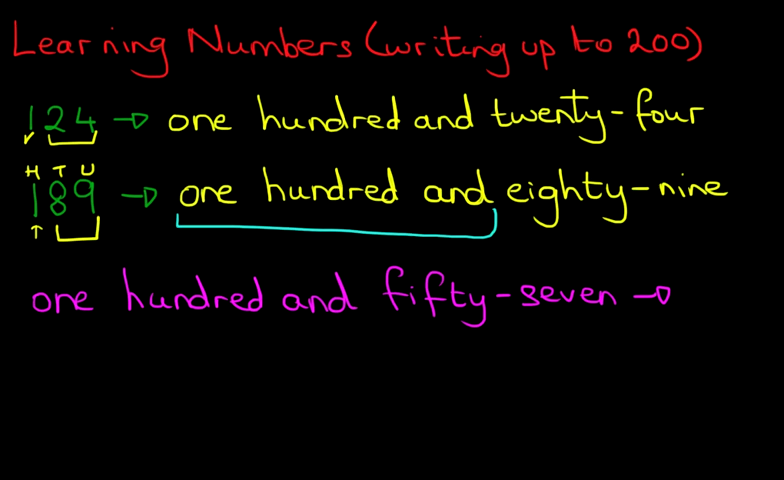 Learning Numbers (writing up to 200)
124 → one hundred and twenty-four
H T U
189 → one hundred and eighty-nine
one hundred and fifty-seven →